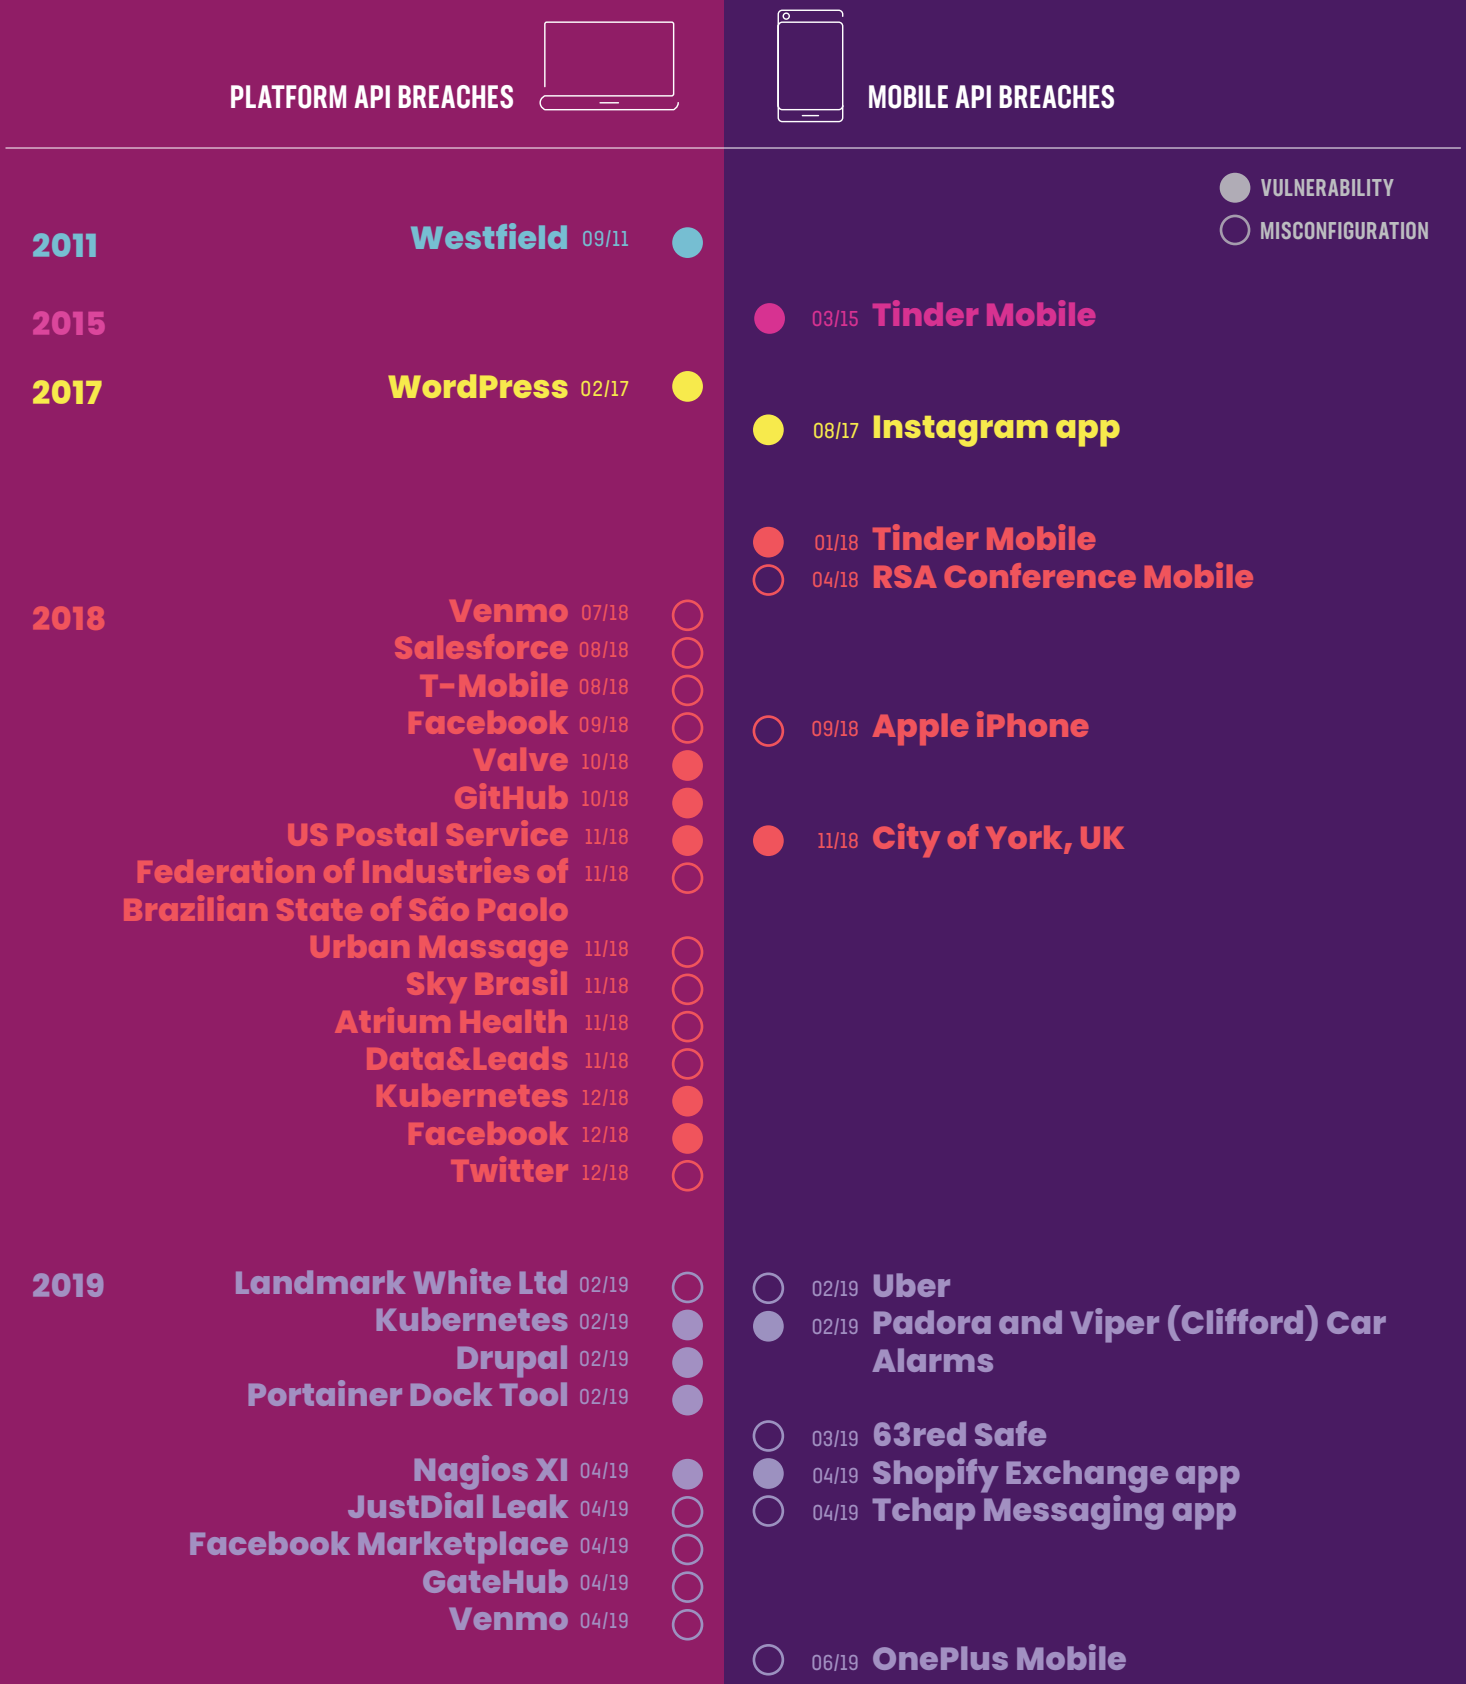 PLATFORM API BREACHES
MOBILE API BREACHES
VULNERABILITY
MISCONFIGURATION
2011
Westfield 09/11
2015
03/15 Tinder Mobile
2017
WordPress 02/17
08/17 Instagram app
01/18 Tinder Mobile
04/18 RSA Conference Mobile
2018
Venmo 07/18
Salesforce 08/18
T-Mobile 08/18
Facebook 09/18
09/18 Apple iPhone
Valve 10/18
GitHub 10/18
US Postal Service 11/18
11/18 City of York, UK
Federation of Industries of 11/18
Brazilian State of São Paolo
Urban Massage 11/18
Sky Brasil 11/18
Atrium Health 11/18
Data&Leads 11/18
Kubernetes 12/18
Facebook 12/18
Twitter 12/18
2019
Landmark White Ltd 02/19
02/19 Uber
Kubernetes 02/19
02/19 Padora and Viper (Clifford) Car
Drupal 02/19
Alarms
Portainer Dock Tool 02/19
03/19 63red Safe
Nagios XI 04/19
04/19 Shopify Exchange app
JustDial Leak 04/19
04/19 Tchap Messaging app
Facebook Marketplace 04/19
GateHub 04/19
Venmo 04/19
06/19 OnePlus Mobile